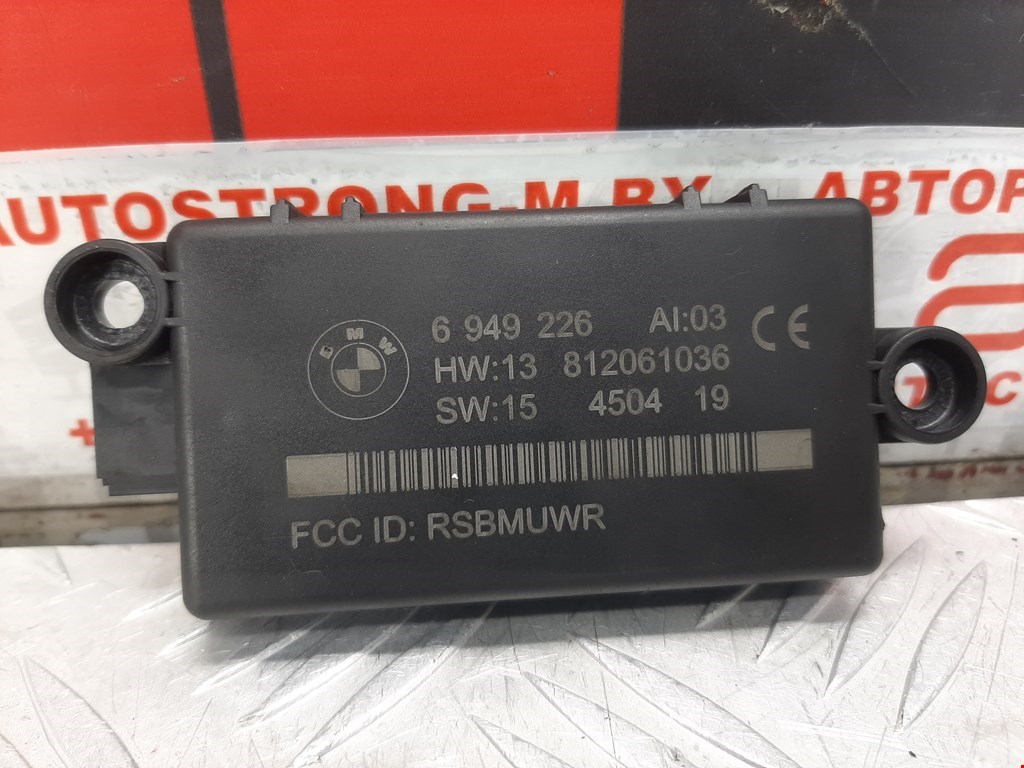 AUTOSTRONG-M.BY АВТОР
BMW
6 949 226 AI:03 CE
HW:13 812061036
SW:15 4504 19
FCC ID: RSBMUWR